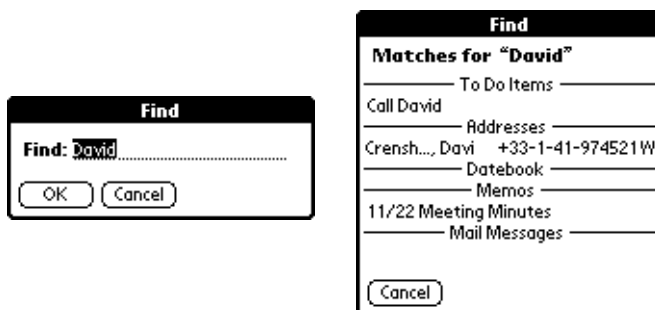 Find
Find: David
OK Cancel
Find
Matches for “David”
To Do Items
Call David
Addresses
Crensh..., Davi +33-1-41-974521W
Datebook
Memos
11/22 Meeting Minutes
Mail Messages
Cancel